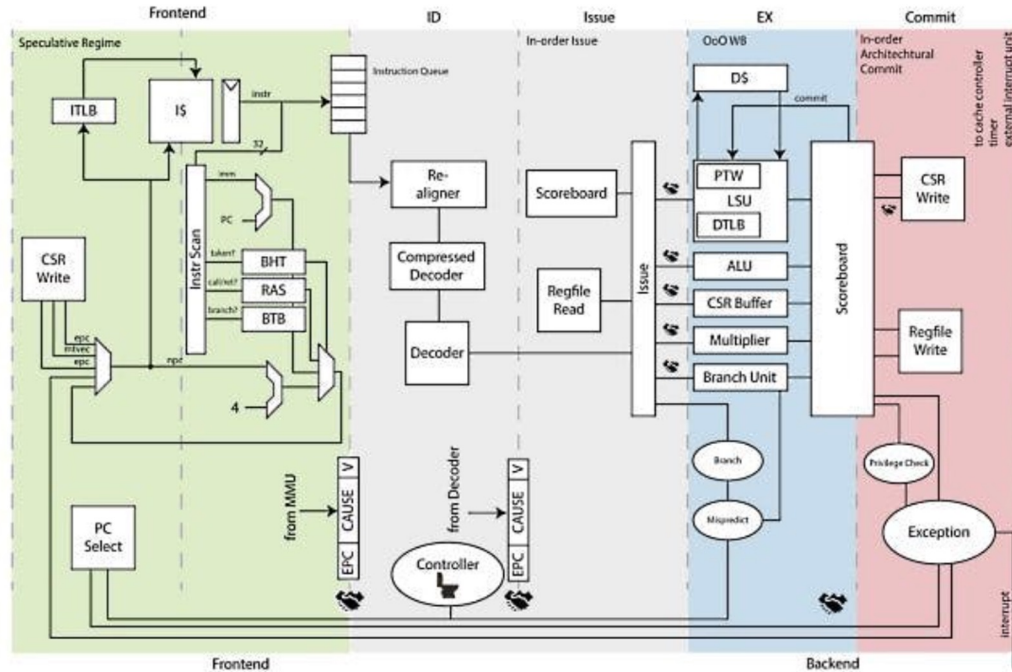 Frontend
ID
Issue
EX
Commit
Speculative Regime
In-order Issue
OoO WB
In-order
Architechtural
Commit
to cache controller
timer
external interrupt unit
ITLB
I$
instr
Instruction Queue
32
D$
commit
PTW
LSU
DTLB
Re-
aligner
Scoreboard
CSR
Write
imm
PC
Instr Scan
CSR
Write
taken?
BHT
call/ret?
RAS
branch?
BTB
Compressed
Decoder
Regfile
Read
Issue
ALU
CSR Buffer
Multiplier
Branch Unit
Scoreboard
Regfile
Write
epc
mtvec
epc
npc
4
Decoder
from MMU
EPC
CAUSE
V
from Decoder
EPC
CAUSE
V
Branch
Mispredict
Privilege Check
Exception
PC
Select
Controller
interrupt
Frontend
Backend